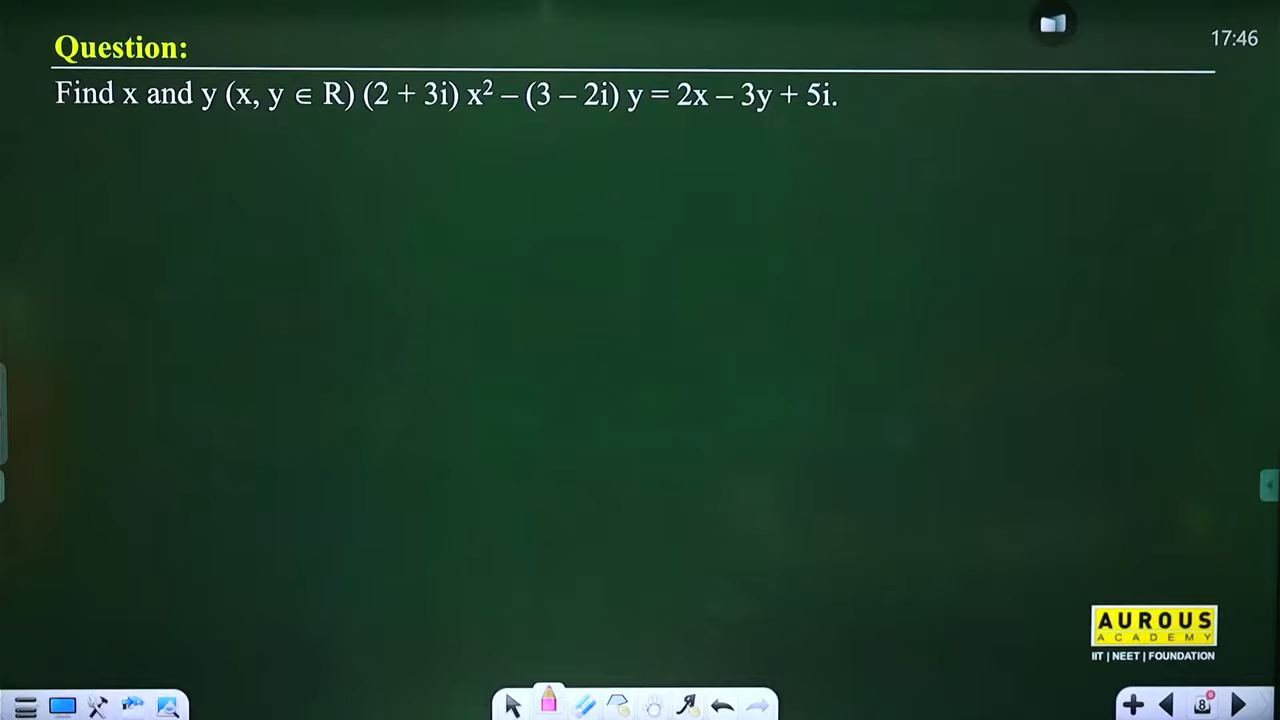 Question:
17:46
Find x and y (x, y ∈ R) (2 + 3i) x² – (3 – 2i) y = 2x – 3y + 5i.
AUROUS
ACADEMY
IIT | NEET | FOUNDATION
8